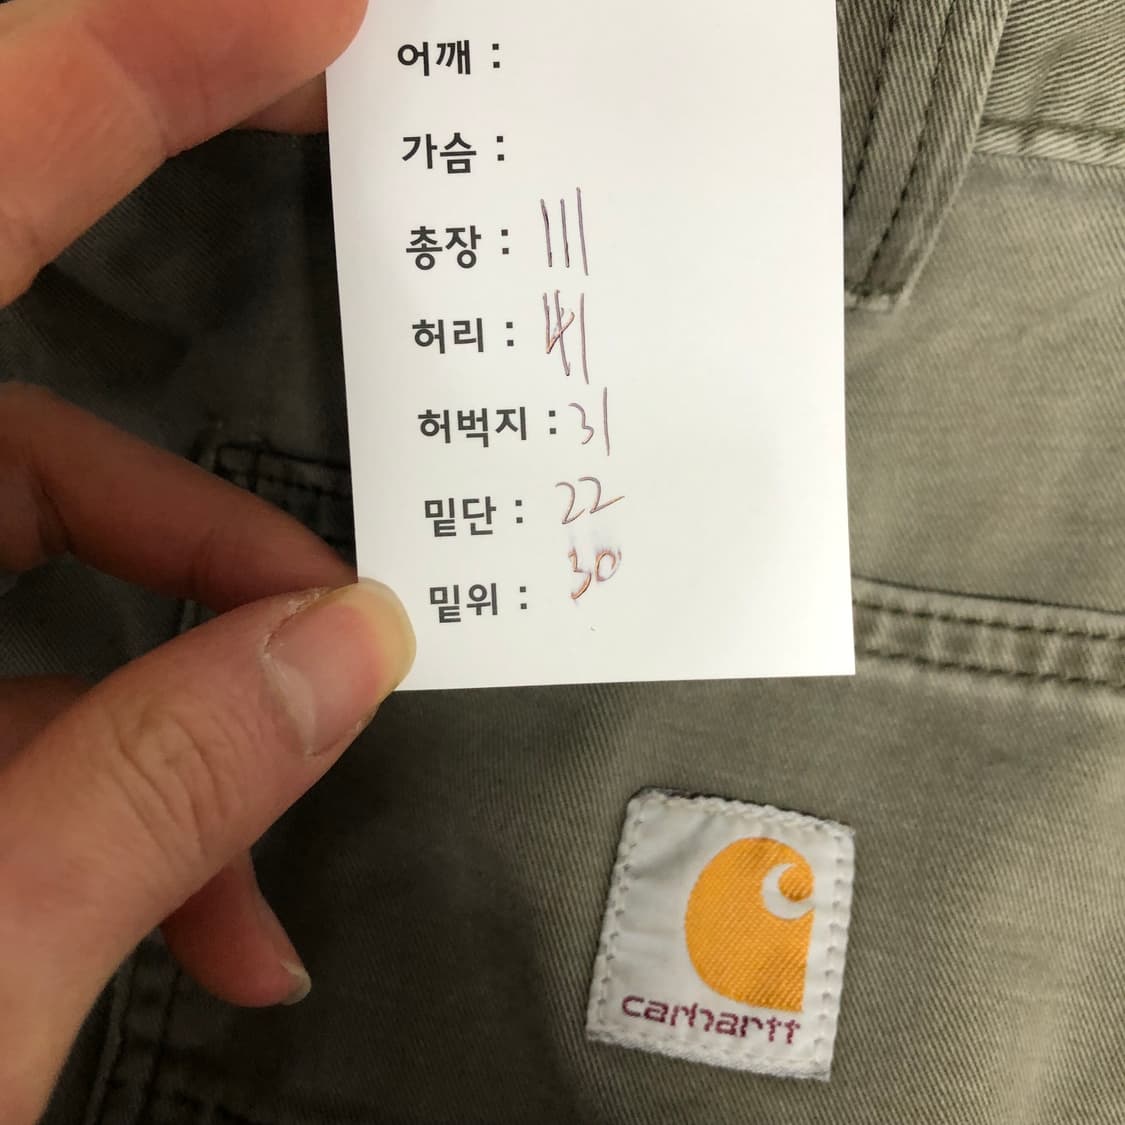 어깨 :
가슴 :
총장 : 111
허리 : 41
허벅지 : 31
밑단 : 22
밑위 : 30
carhartt